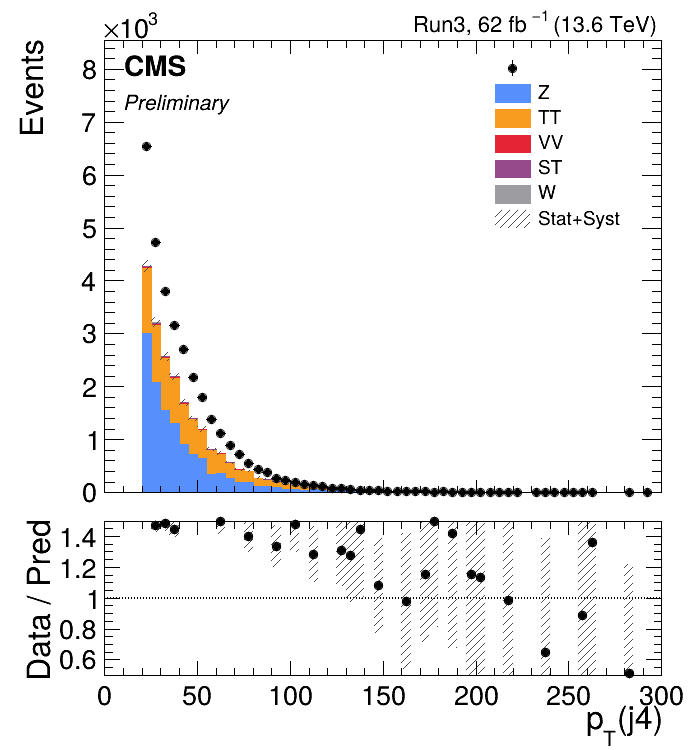 ×10³
Run3, 62 fb⁻¹ (13.6 TeV)
CMS
Preliminary
Events
8
7
6
5
4
3
2
1
0
Z
TT
VV
ST
W
Stat+Syst
Data / Pred
1.4
1.2
1
0.8
0.6
0 50 100 150 200 250 300
p_T(j4)